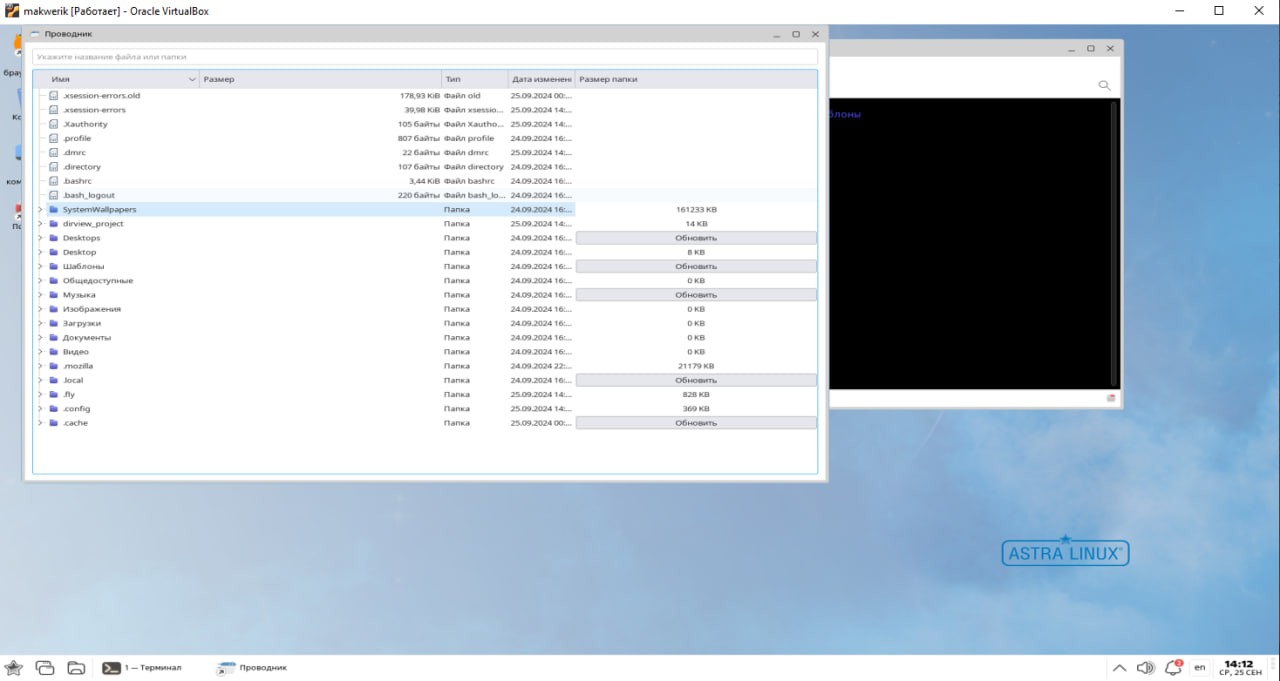 makwerik [Работает] - Oracle VirtualBox
Проводник
Укажите название файла или папки
Имя Размер Тип Дата изменени Размер папки
.xsession-errors.old 178,93 KiB Файл old 25.09.2024 00:...
.xsession-errors 39,98 KiB Файл xsessio... 25.09.2024 14:...
.Xauthority 105 байты Файл Xautho... 25.09.2024 14:...
.profile 807 байты Файл profile 24.09.2024 16:...
.dmrc 22 байты Файл dmrc 25.09.2024 14:...
.directory 107 байты Файл directory 24.09.2024 16:...
.bashrc 3,44 KiB Файл bashrc 24.09.2024 16:...
.bash_logout 220 байты Файл bash_lo... 24.09.2024 16:...
SystemWallpapers Папка 24.09.2024 16:... 161233 KB
dirview_project Папка 25.09.2024 14:... 14 KB
Desktops Папка 24.09.2024 16:... Обновить
Desktop Папка 24.09.2024 16:... 8 KB
Шаблоны Папка 24.09.2024 16:... Обновить
Общедоступные Папка 24.09.2024 16:... 0 KB
Музыка Папка 24.09.2024 16:... Обновить
Изображения Папка 24.09.2024 16:... 0 KB
Загрузки Папка 24.09.2024 16:... 0 KB
Документы Папка 24.09.2024 16:... 0 KB
Видео Папка 24.09.2024 16:... 0 KB
.mozilla Папка 24.09.2024 22:... 21179 KB
.local Папка 24.09.2024 16:... Обновить
.fly Папка 25.09.2024 14:... 828 KB
.config Папка 25.09.2024 14:... 369 KB
.cache Папка 25.09.2024 00:... Обновить
блоны
брау
ком
ASTRA LINUX®
1 — Терминал
Проводник
2
en
14:12
СР, 25 СЕН